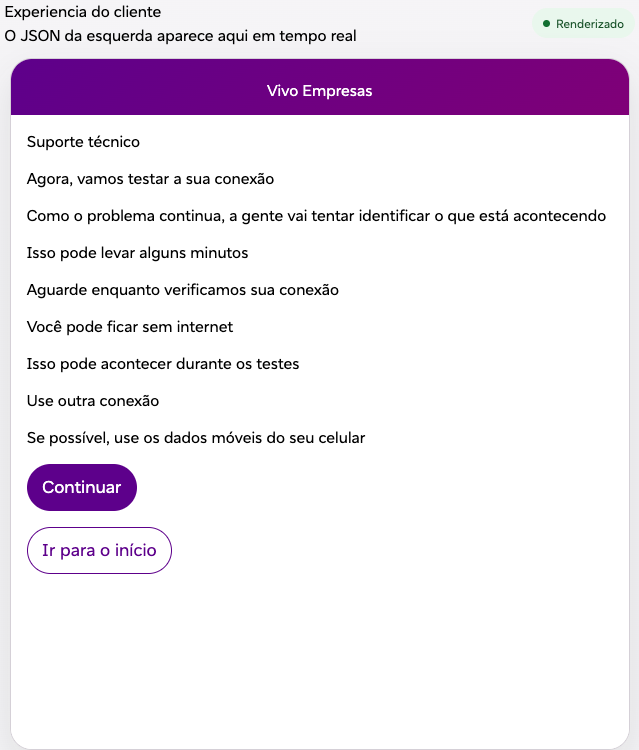 Experiencia do cliente
O JSON da esquerda aparece aqui em tempo real
Renderizado
Vivo Empresas
Suporte técnico
Agora, vamos testar a sua conexão
Como o problema continua, a gente vai tentar identificar o que está acontecendo
Isso pode levar alguns minutos
Aguarde enquanto verificamos sua conexão
Você pode ficar sem internet
Isso pode acontecer durante os testes
Use outra conexão
Se possível, use os dados móveis do seu celular
Continuar
Ir para o início